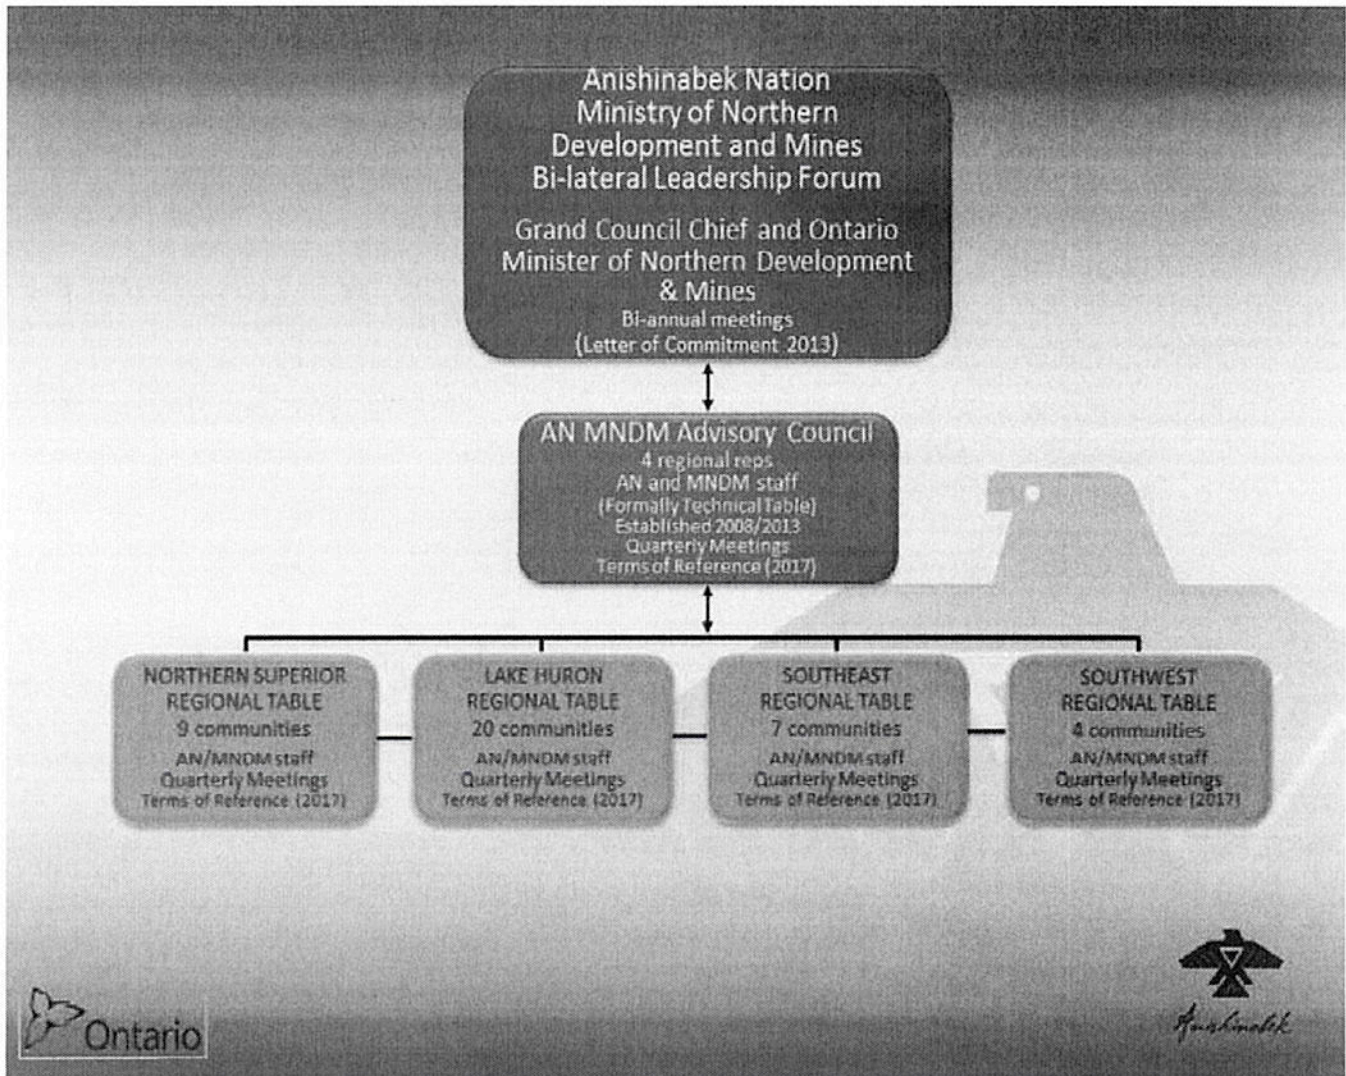 Anishinabek Nation
Ministry of Northern
Development and Mines
Bi-lateral Leadership Forum
Grand Council Chief and Ontario
Minister of Northern Development
& Mines
Bi-annual meetings
(Letter of Commitment 2013)
AN MNDM Advisory Council
4 regional reps
AN and MNDM staff
(Formally Technical Table)
Established 2008/2013
Quarterly Meetings
Terms of Reference (2017)
NORTHERN SUPERIOR
REGIONAL TABLE
9 communities
AN/MNDM staff
Quarterly Meetings
Terms of Reference (2017)
LAKE HURON
REGIONAL TABLE
20 communities
AN/MNDM staff
Quarterly Meetings
Terms of Reference (2017)
SOUTHEAST
REGIONAL TABLE
7 communities
AN/MNDM staff
Quarterly Meetings
Terms of Reference (2017)
SOUTHWEST
REGIONAL TABLE
4 communities
AN/MNDM staff
Quarterly Meetings
Terms of Reference (2017)
Ontario
Anishinabek